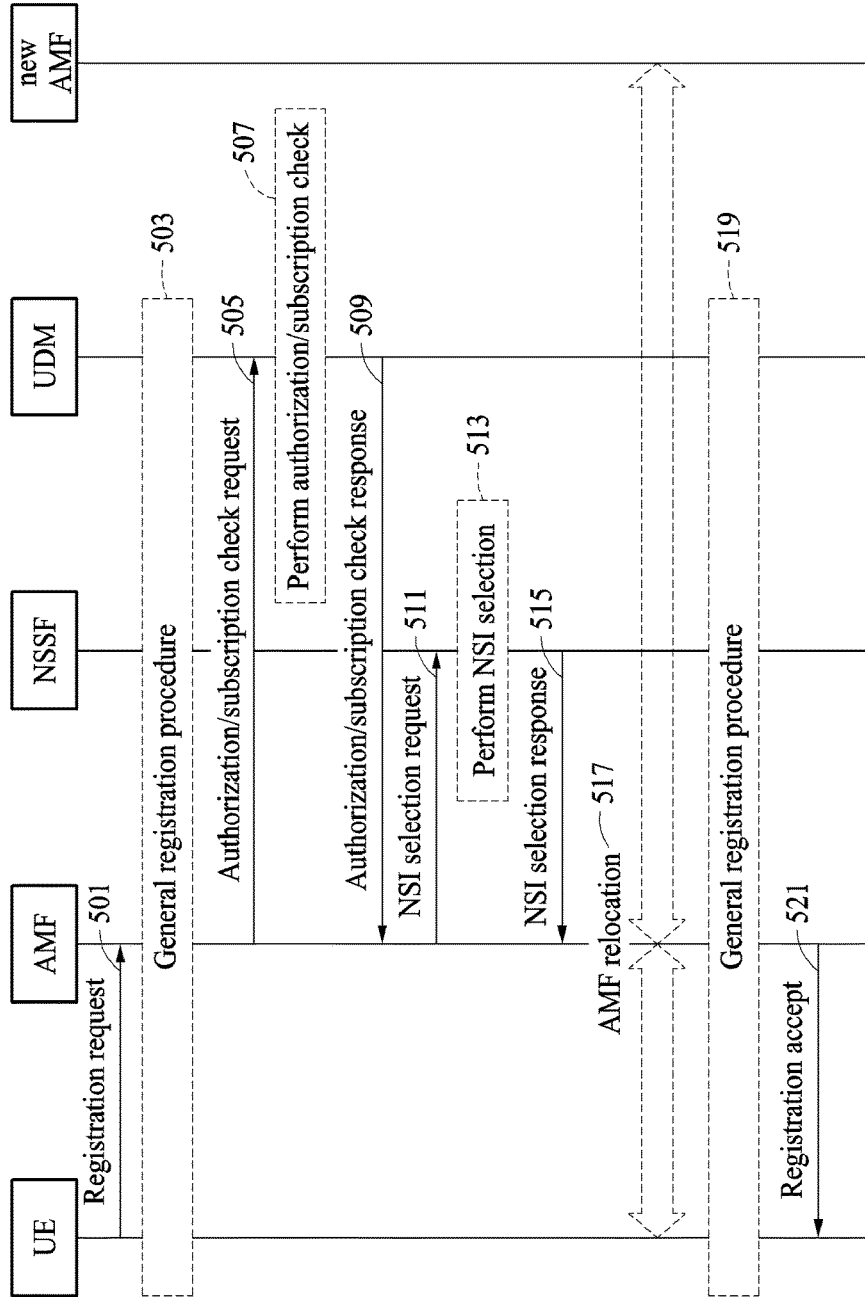 UE
AMF
NSSF
UDM
new
AMF
Registration request
501
General registration procedure
503
Authorization/subscription check request
505
Perform authorization/subscription check
507
Authorization/subscription check response
509
NSI selection request
511
Perform NSI selection
513
NSI selection response
515
AMF relocation
517
General registration procedure
519
Registration accept
521